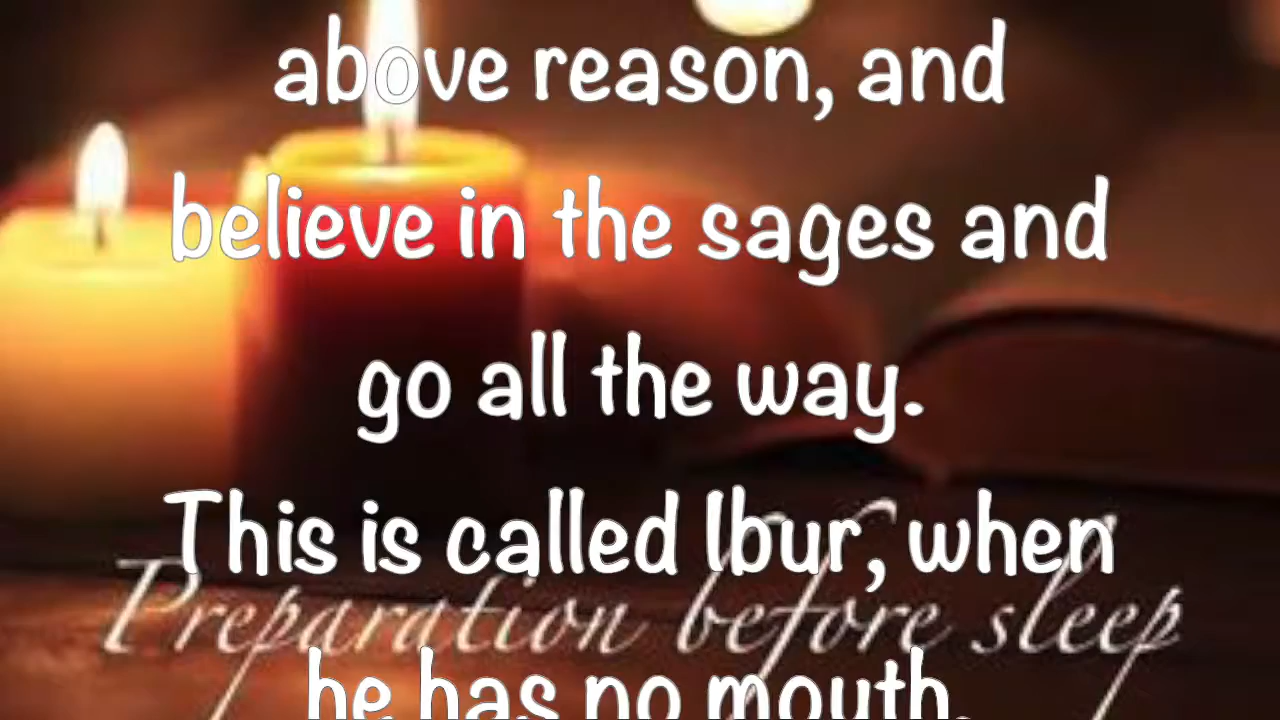 above reason, and
believe in the sages and
go all the way.
This is called Ibur, when
Preparation before sleep
he has no mouth.